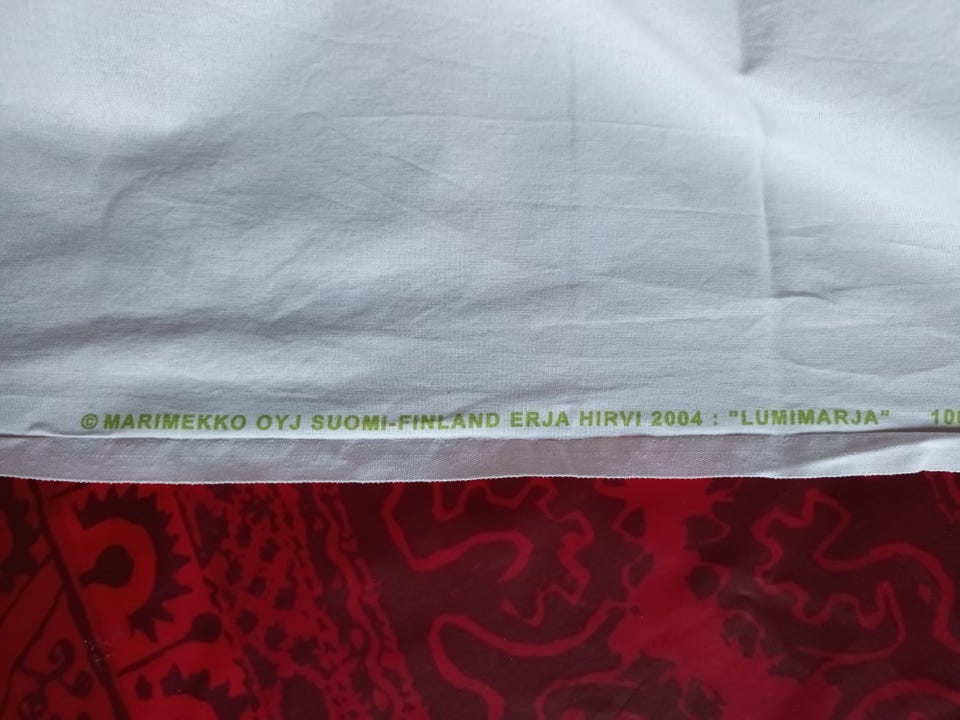 © MARIMEKKO OYJ SUOMI-FINLAND ERJA HIRVI 2004 : "LUMIMARJA"